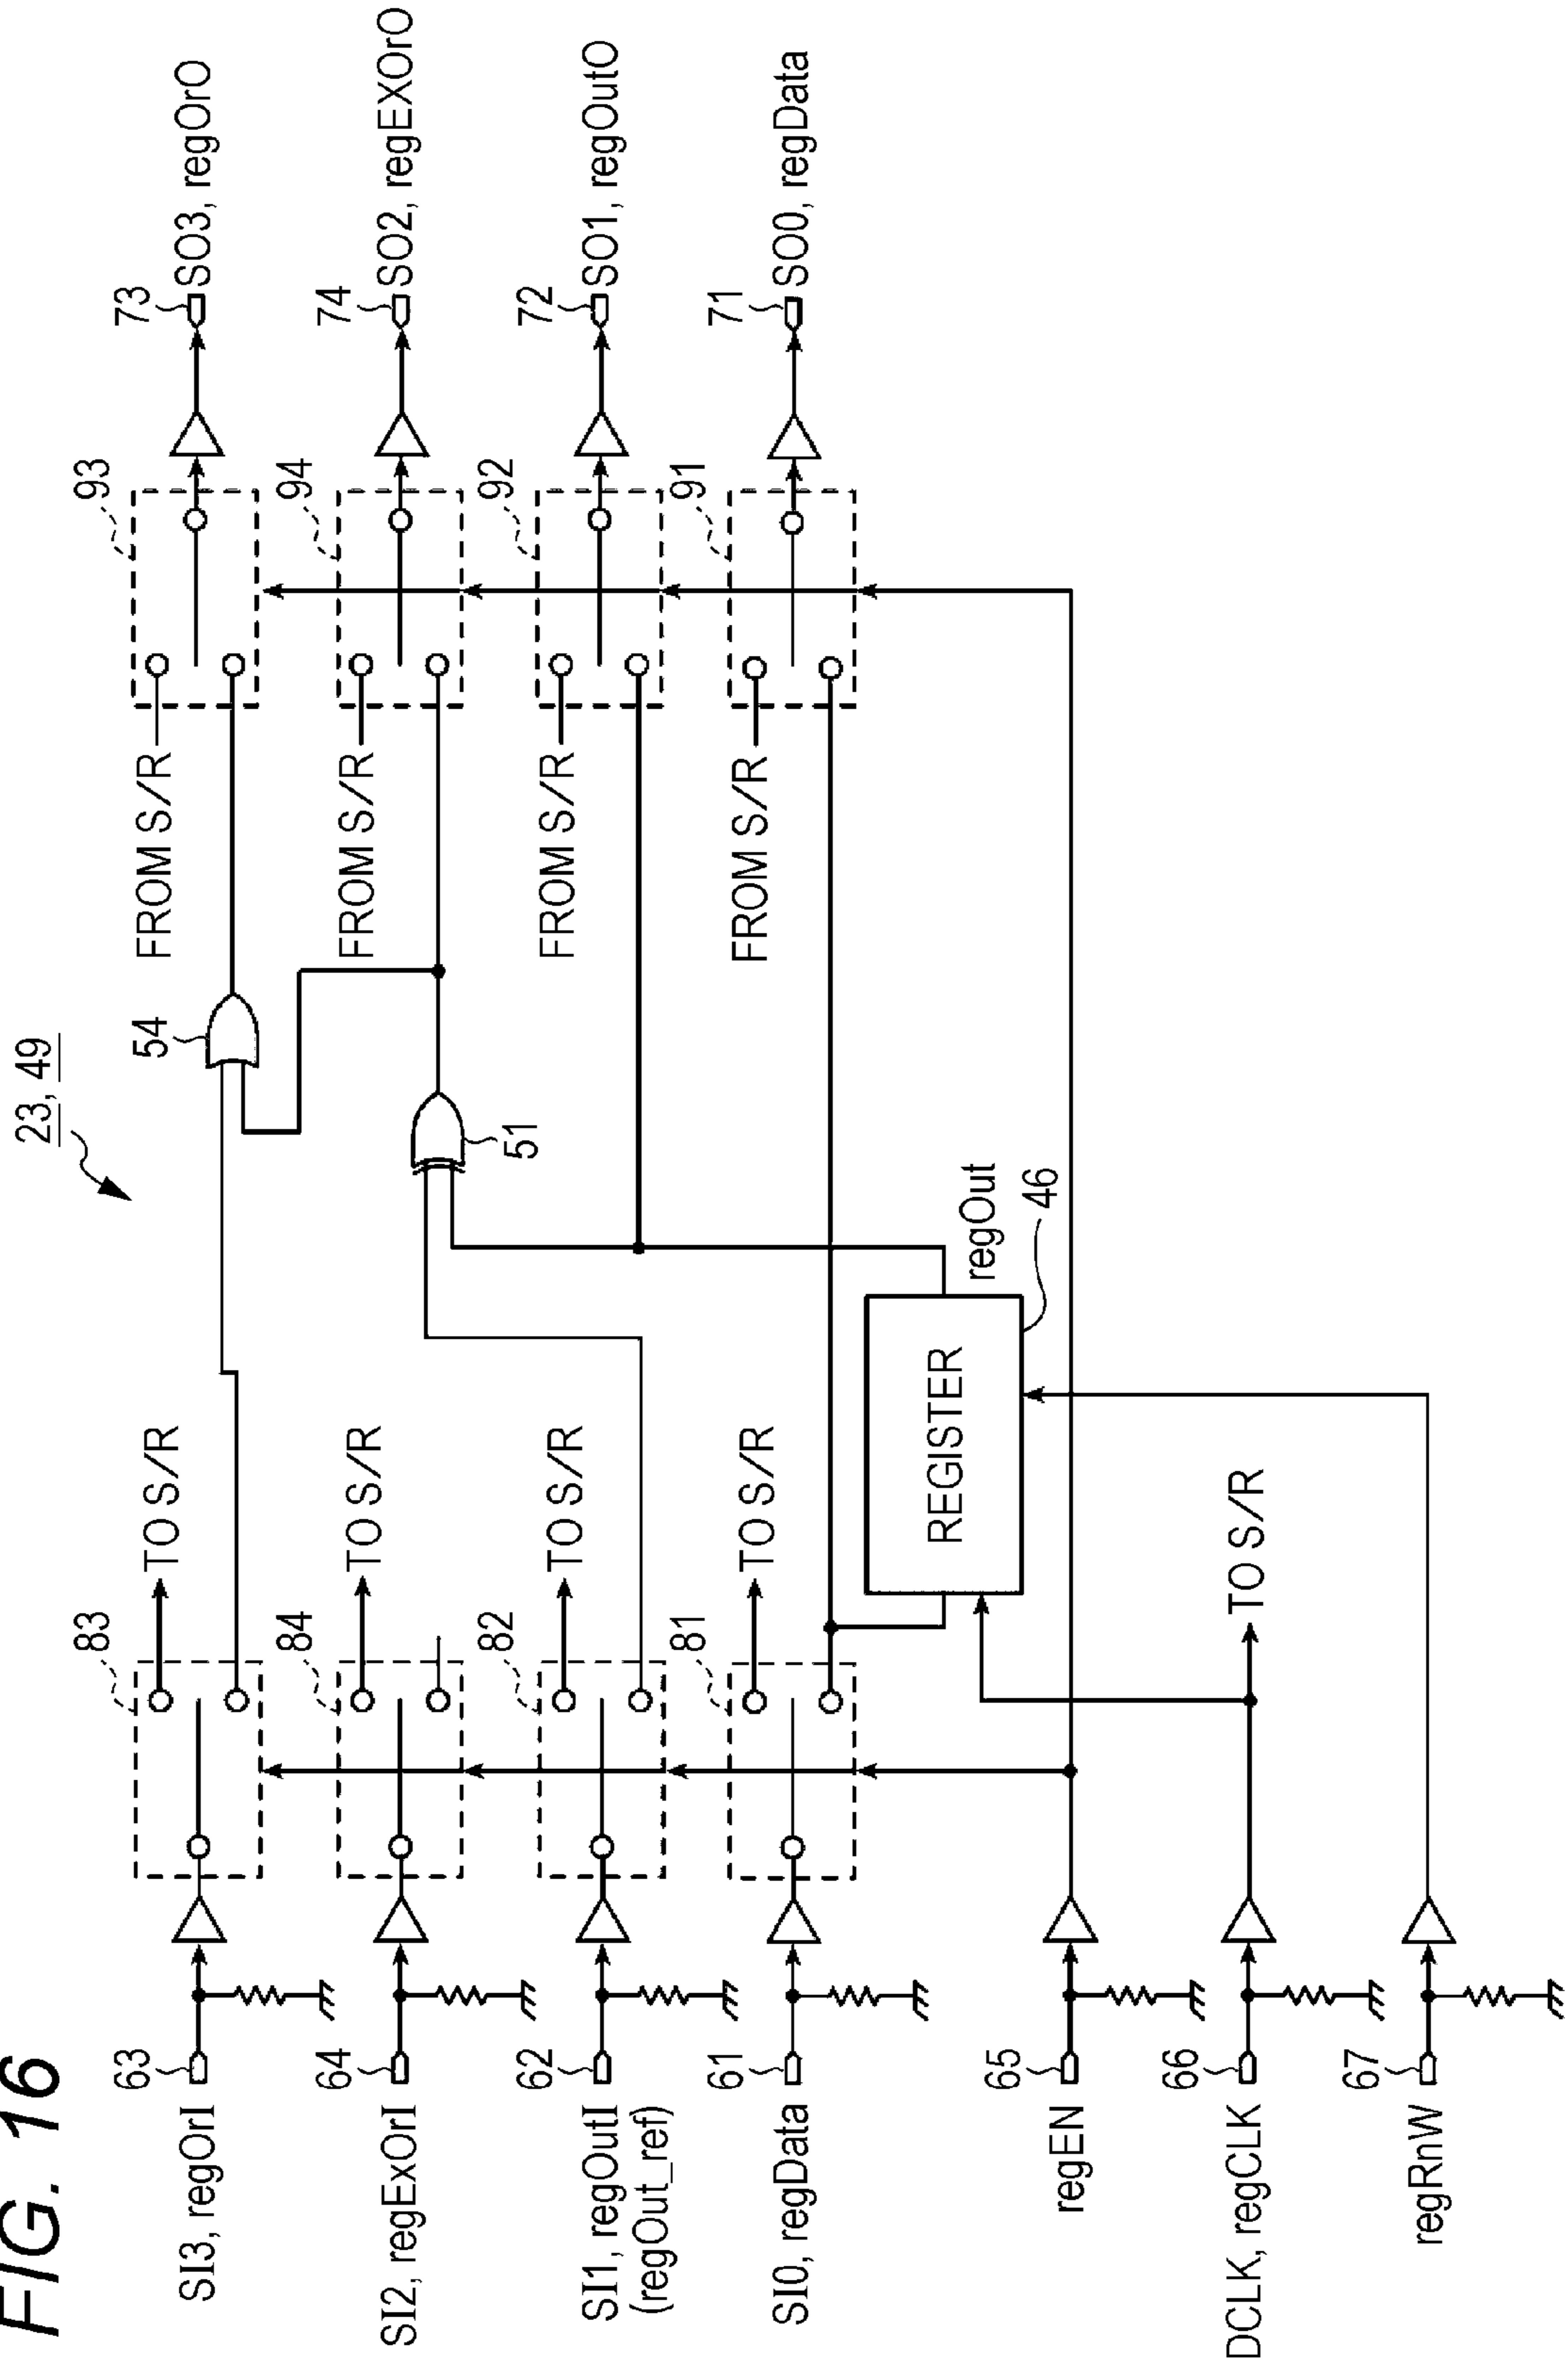 FIG. 16
23, 49
63
SI3, regOrI
83
TO S/R
54
FROM S/R
93
73
SO3, regOrO
64
SI2, regExOrI
84
TO S/R
51
FROM S/R
94
74
SO2, regEXOrO
62
SI1, regOutI
(regOut_ref)
82
TO S/R
FROM S/R
92
72
SO1, regOutO
61
SI0, regData
81
TO S/R
FROM S/R
91
71
SO0, regData
REGISTER
regOut
46
65
regEN
66
DCLK, regCLK
TO S/R
67
regRnW